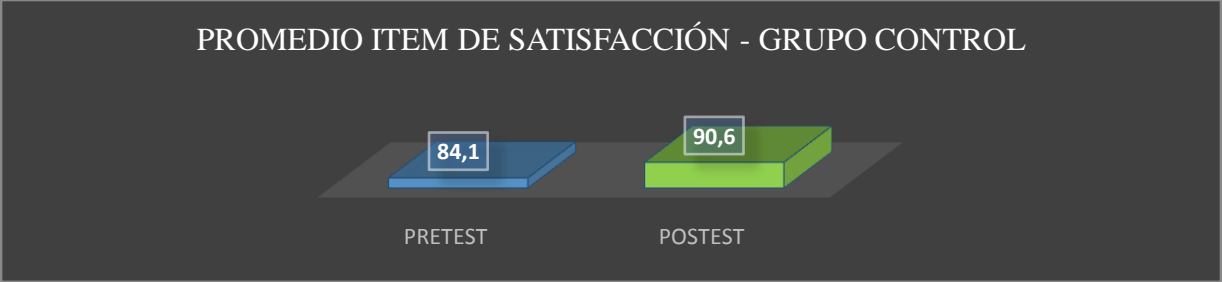 PROMEDIO ITEM DE SATISFACCIÓN - GRUPO CONTROL
84,1
90,6
PRETEST
POSTEST